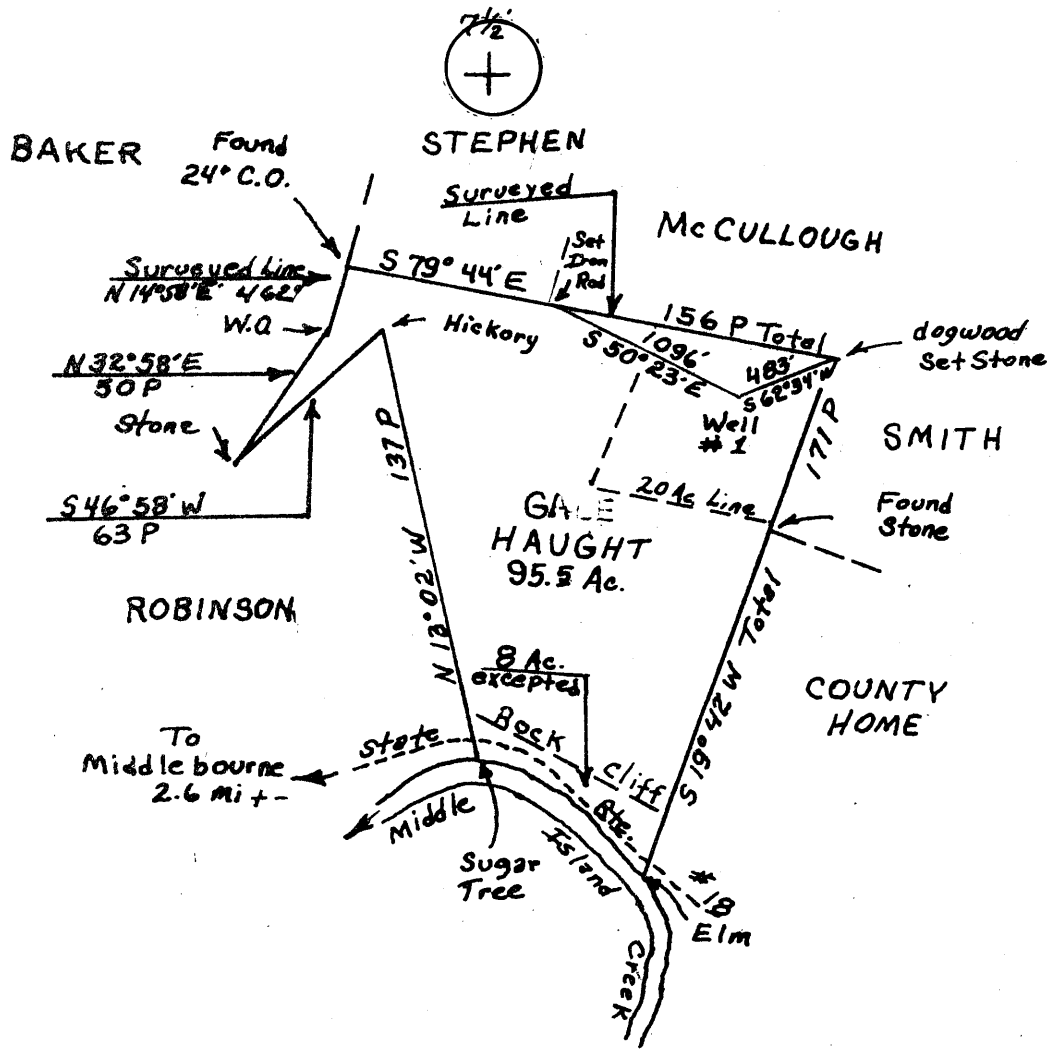 7½'
STEPHEN
BAKER
Found
24" C.O.
Surveyed
Line
McCULLOUGH
Set
Iron
Rod
S 79° 44' E
Surveyed Line
N 14°58'E 462'
W.O
Hickory
156 P Total
dogwood
Set Stone
N 32°58'E
50 P
1096'
S 50° 23' E
483'
S 62°34' W
Well
# 1
Stone
137 P
171 P
SMITH
S 46°58' W
63 P
20 Ac Line
Found
Stone
GALE
HAUGHT
95.5 Ac.
ROBINSON
N 13° 02' W
S 19° 42 W Total
8 Ac.
excepted
COUNTY
HOME
To
Middlebourne
2.6 mi + -
State
Rte.
# 18
Rock
Cliff
Middle
Island
Creek
Sugar
Tree
Elm